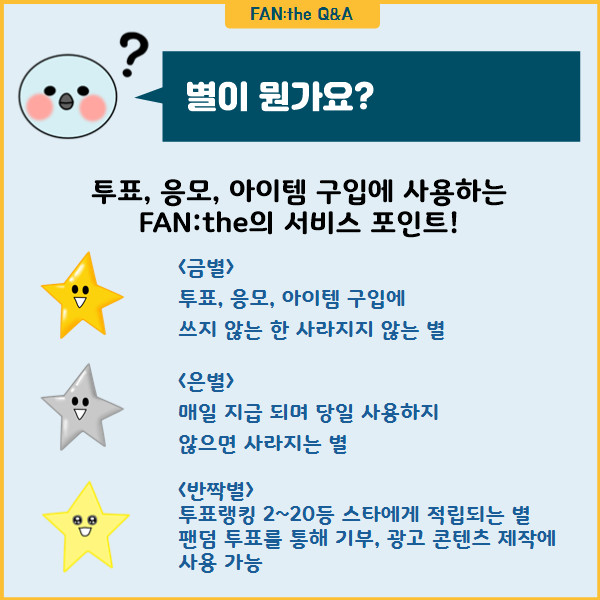 FAN:the Q&A
?
별이 뭔가요?
투표, 응모, 아이템 구입에 사용하는
FAN:the의 서비스 포인트!
<금별>
투표, 응모, 아이템 구입에
쓰지 않는 한 사라지지 않는 별
<은별>
매일 지급 되며 당일 사용하지
않으면 사라지는 별
<반짝별>
투표랭킹 2~20등 스타에게 적립되는 별
팬덤 투표를 통해 기부, 광고 콘텐츠 제작에
사용 가능